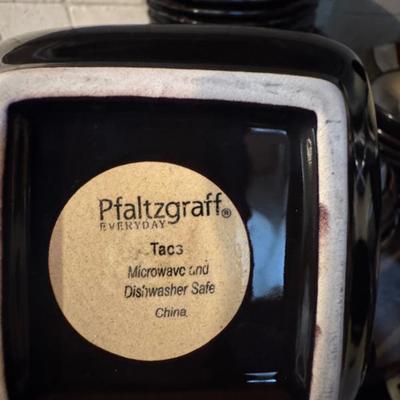 Pfaltzgraff®
EVERYDAY
Taos
Microwave and
Dishwasher Safe
China